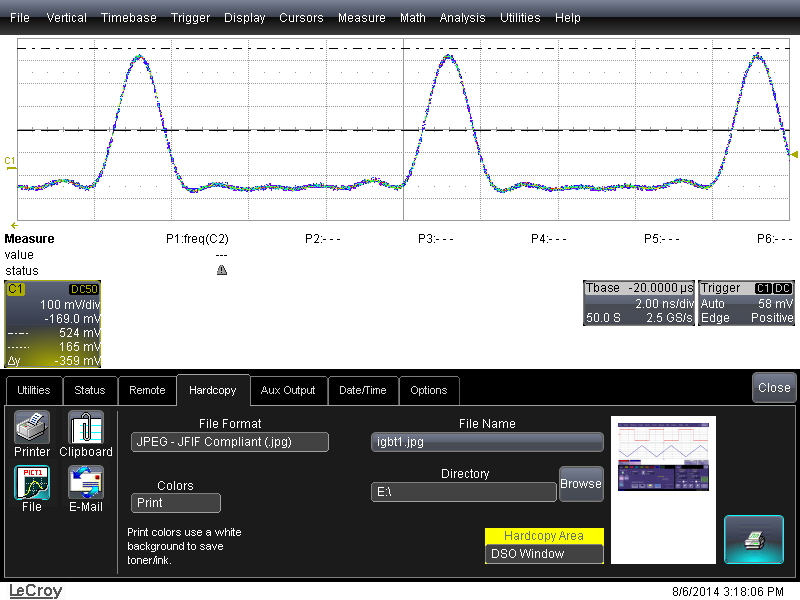 File Vertical Timebase Trigger Display Cursors Measure Math Analysis Utilities Help
C1
Measure P1:freq(C2) P2:- - - P3:- - - P4:- - - P5:- - - P6:- - -
value ---
status
C1 DC50
100 mV/div
-169.0 mV
524 mV
165 mV
Δy -359 mV
Tbase -20.0000 µs
2.00 ns/div
50.0 S 2.5 GS/s
Trigger C1 DC
Auto 58 mV
Edge Positive
Utilities Status Remote Hardcopy Aux Output Date/Time Options Close
Printer Clipboard
PICT1
File E-Mail
File Format
JPEG - JFIF Compliant (.jpg)
Colors
Print
Print colors use a white
background to save
toner/ink.
File Name
igbt1.jpg
Directory
E:\
Browse
Hardcopy Area
DSO Window
LeCroy
8/6/2014 3:18:06 PM